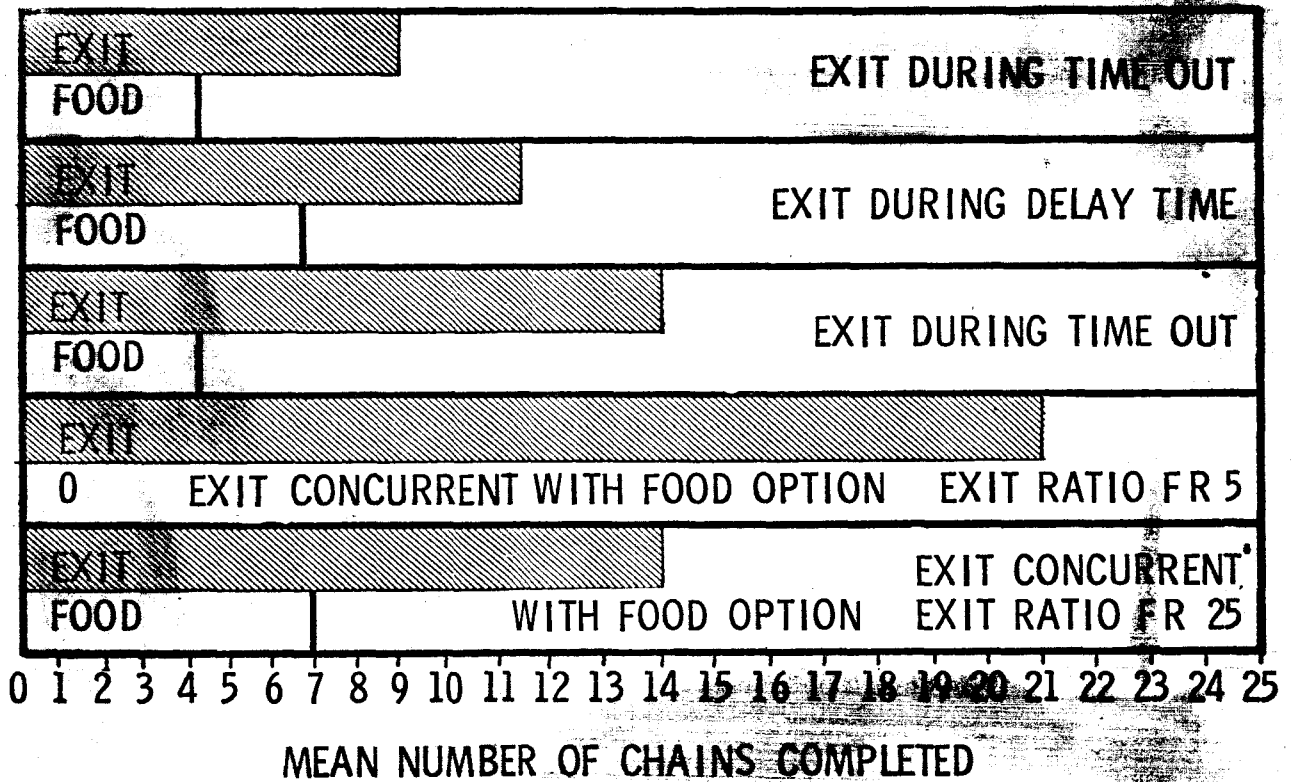 EXIT
EXIT DURING TIME OUT
FOOD
EXIT
EXIT DURING DELAY TIME
FOOD
EXIT
EXIT DURING TIME OUT
FOOD
EXIT
0 EXIT CONCURRENT WITH FOOD OPTION EXIT RATIO FR 5
EXIT
EXIT CONCURRENT
FOOD
WITH FOOD OPTION EXIT RATIO FR 25
0 1 2 3 4 5 6 7 9 10 11 12 13 14 15 16 17 18 19 20 21 22 23 24 25
MEAN NUMBER OF CHAINS COMPLETED